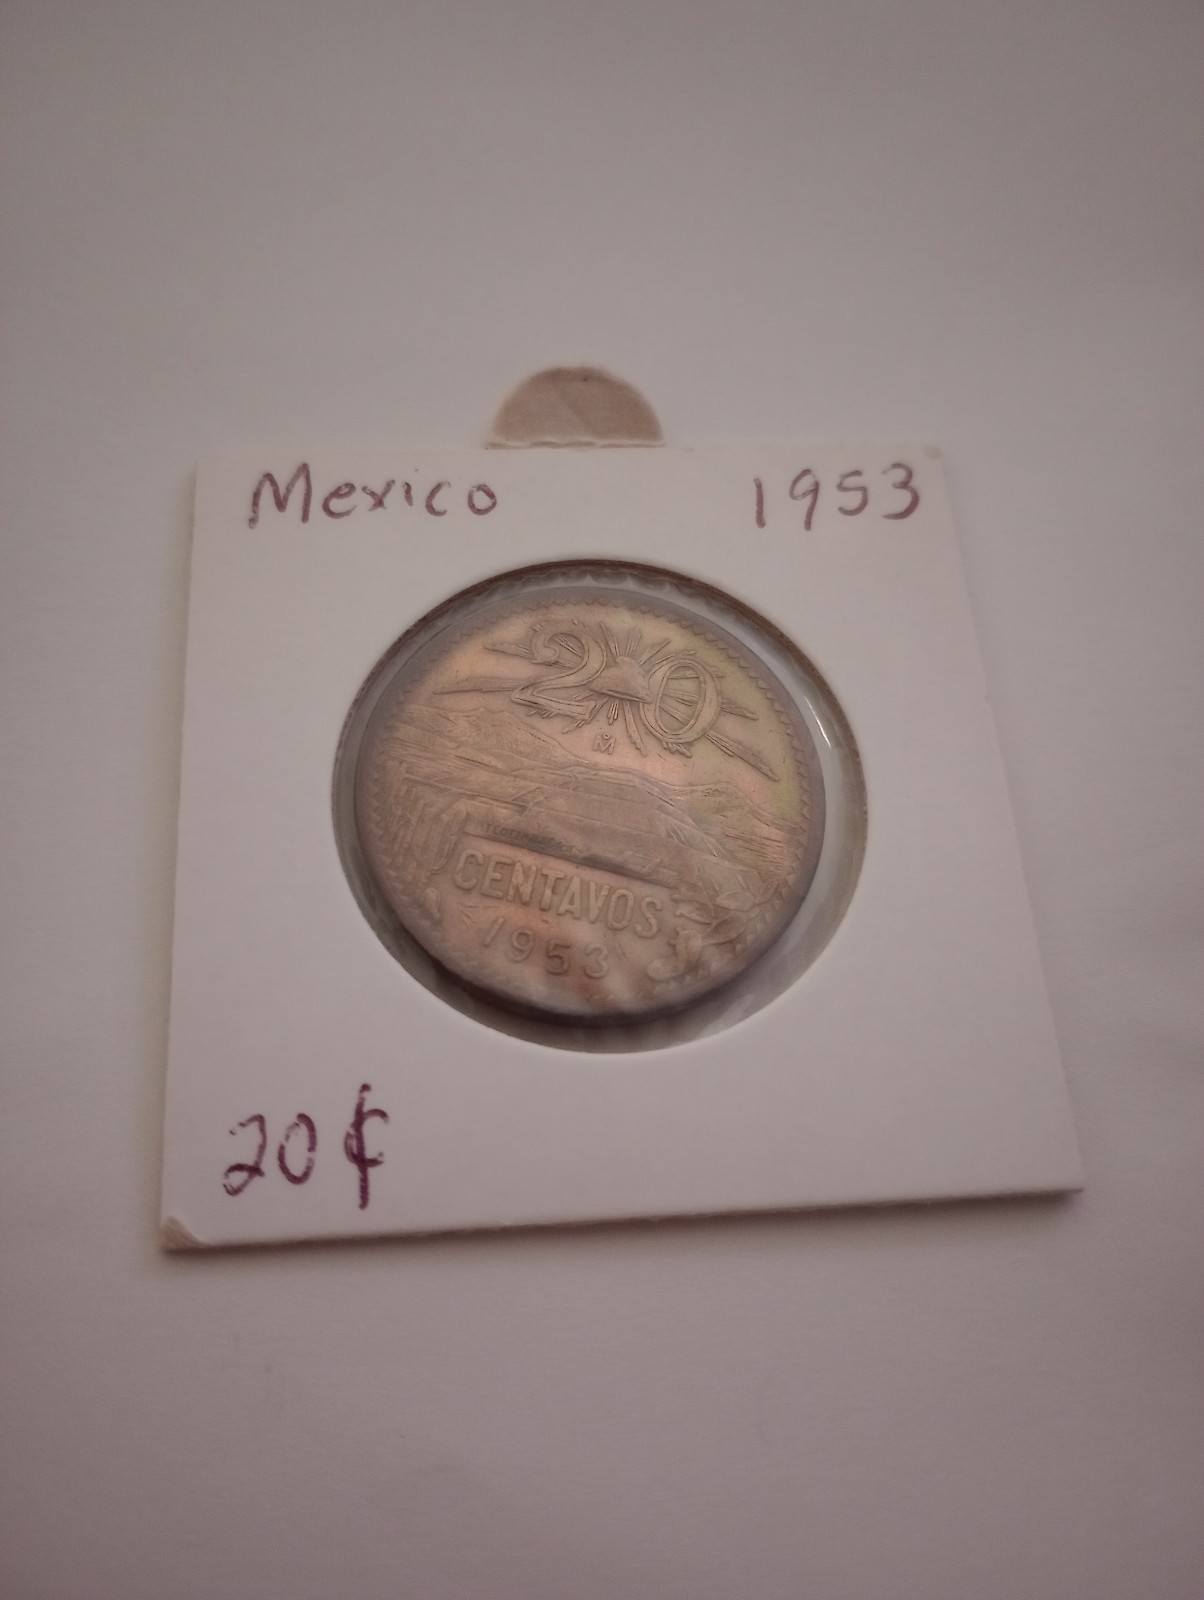 Mexico 1953
20
M̊
CENTAVOS
1953
20¢